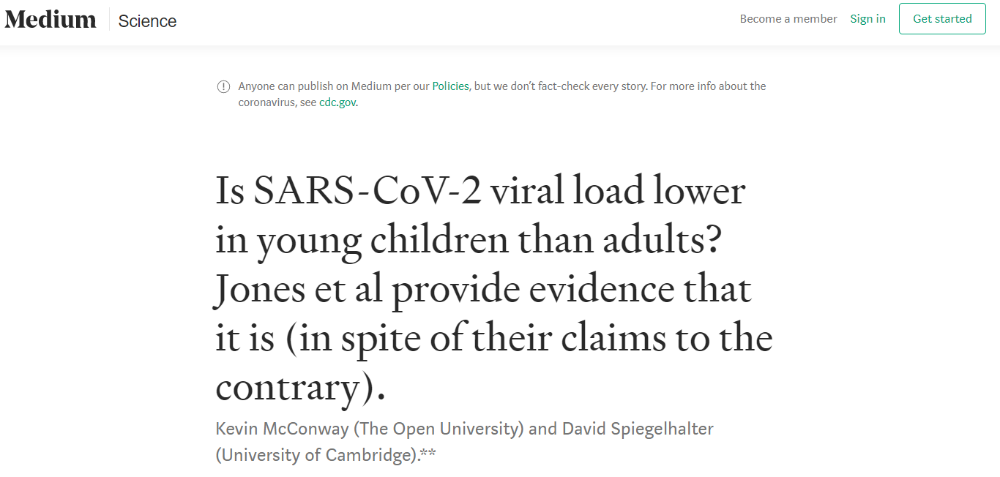 Medium Science Become a member Sign in Get started
Anyone can publish on Medium per our Policies, but we don’t fact-check every story. For more info about the
coronavirus, see cdc.gov.
Is SARS-CoV-2 viral load lower
in young children than adults?
Jones et al provide evidence that
it is (in spite of their claims to the
contrary).
Kevin McConway (The Open University) and David Spiegelhalter
(University of Cambridge).**